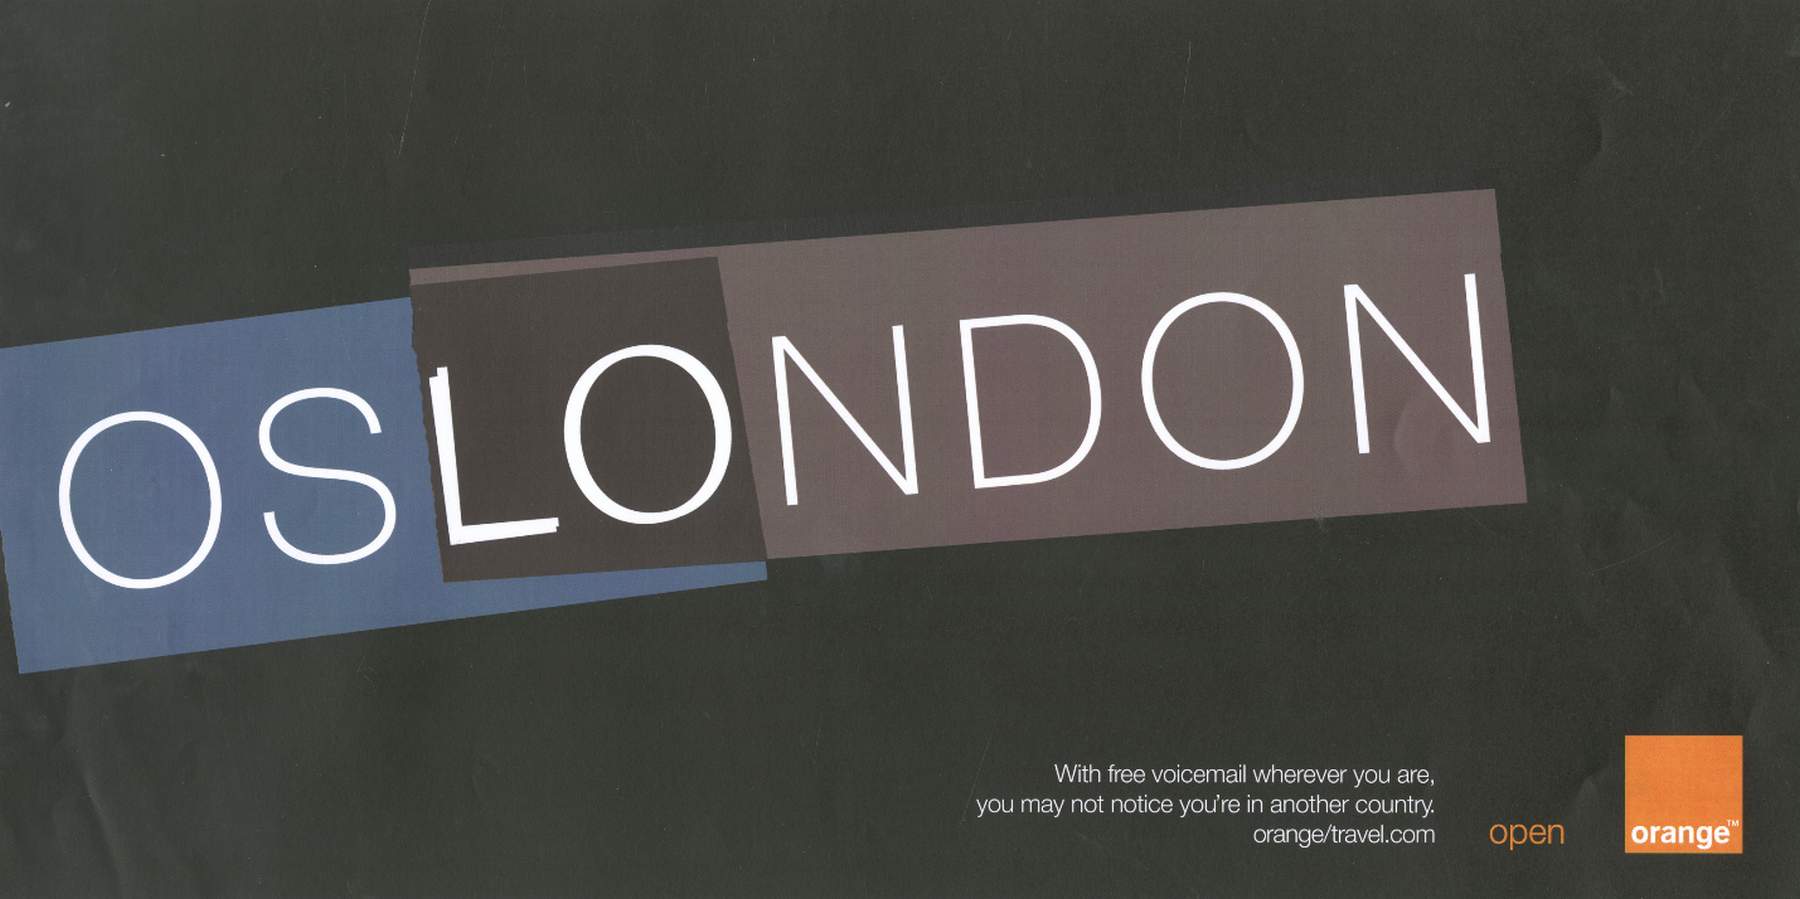 OSLONDON
With free voicemail wherever you are,
you may not notice you're in another country.
orange/travel.com
open
orange™